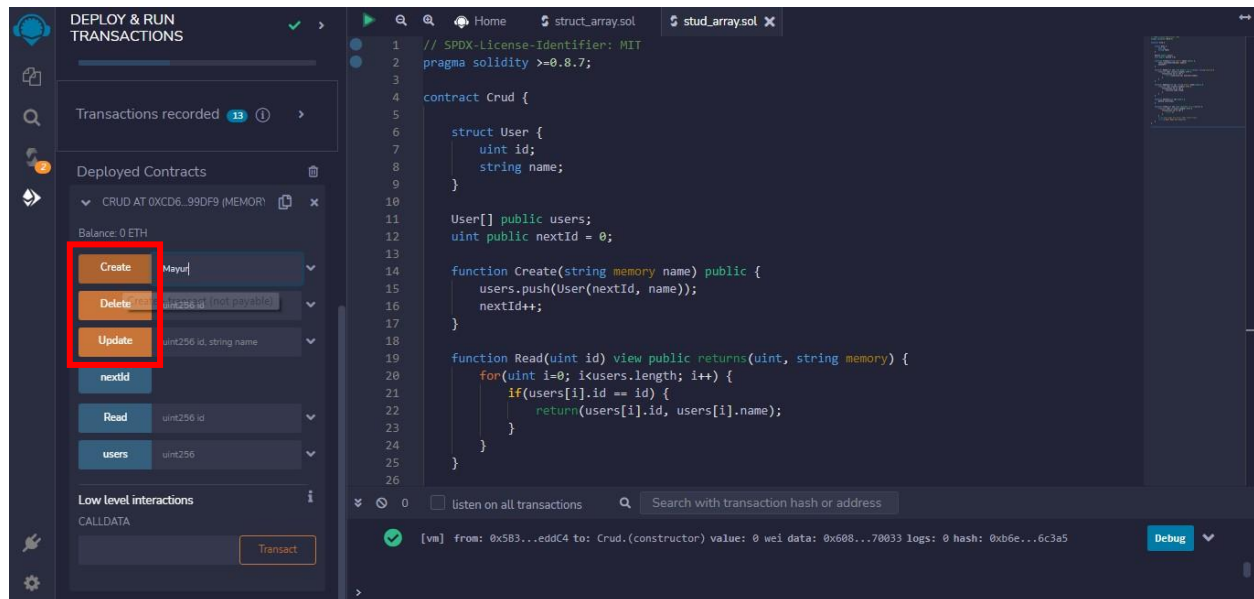 DEPLOY & RUN
TRANSACTIONS
Transactions recorded 13 i
2
Deployed Contracts
CRUD AT 0XCD6...99DF9 (MEMORY
Balance: 0 ETH
Create Mayur
Delete uint256 id
Create - transact (not payable)
Update uint256 id, string name
nextId
Read uint256 id
users uint256
Low level interactions i
CALLDATA
Transact
Home struct_array.sol stud_array.sol
1 // SPDX-License-Identifier: MIT
2 pragma solidity >=0.8.7;
3
4 contract Crud {
5
6 struct User {
7 uint id;
8 string name;
9 }
10
11 User[] public users;
12 uint public nextId = 0;
13
14 function Create(string memory name) public {
15 users.push(User(nextId, name));
16 nextId++;
17 }
18
19 function Read(uint id) view public returns(uint, string memory) {
20 for(uint i=0; i<users.length; i++) {
21 if(users[i].id == id) {
22 return(users[i].id, users[i].name);
23 }
24 }
25 }
26
0 listen on all transactions Search with transaction hash or address
[vm] from: 0x5B3...eddC4 to: Crud.(constructor) value: 0 wei data: 0x608...70033 logs: 0 hash: 0xb6e...6c3a5 Debug
>